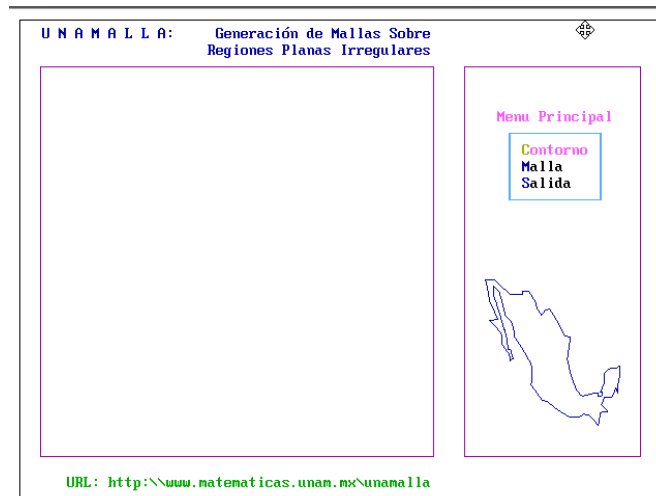 U N A M A L L A: Generación de Mallas Sobre
Regiones Planas Irregulares
Menu Principal
Contorno
Malla
Salida
URL: http:\\www.matematicas.unam.mx\unamalla